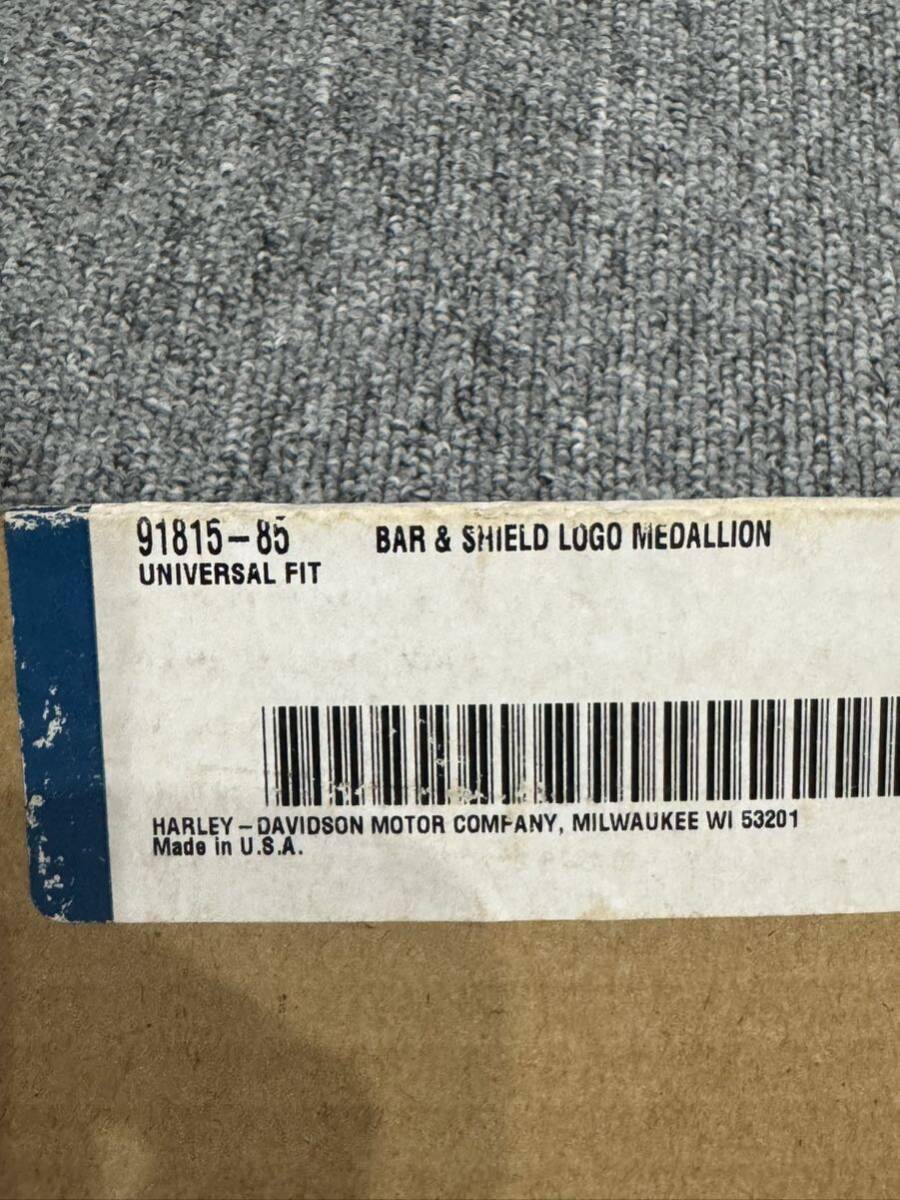 91815-85 BAR & SHIELD LOGO MEDALLION
UNIVERSAL FIT
HARLEY-DAVIDSON MOTOR COMPANY, MILWAUKEE WI 53201
Made in U.S.A.